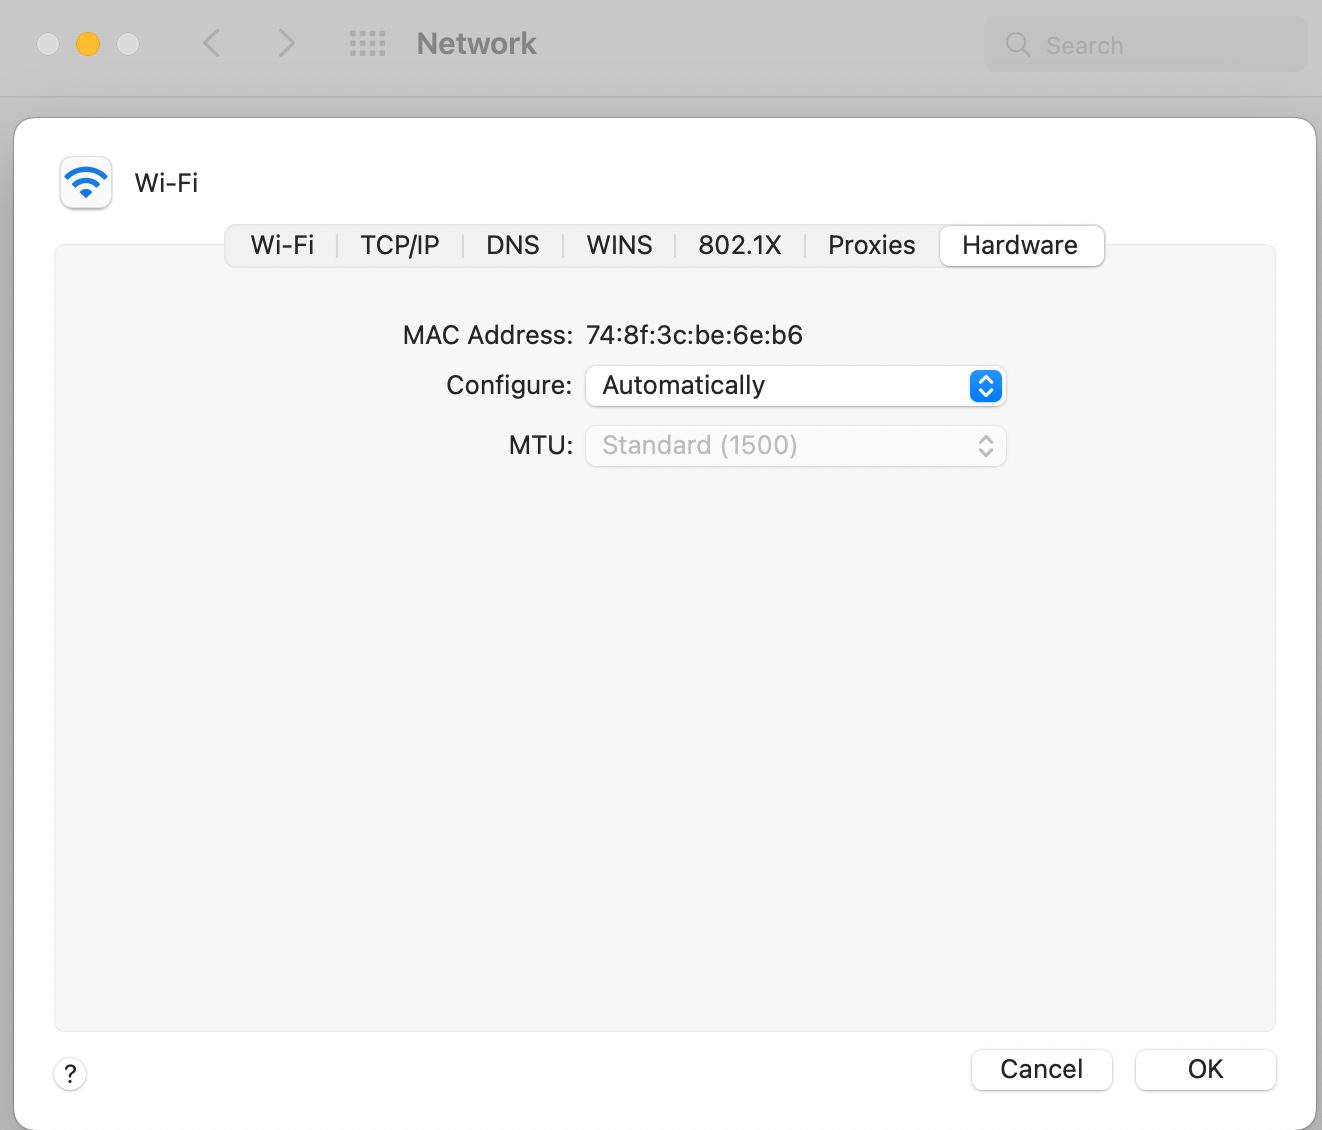 Network
Search
Wi-Fi
Wi-Fi TCP/IP DNS WINS 802.1X Proxies Hardware
MAC Address: 74:8f:3c:be:6e:b6
Configure: Automatically
MTU: Standard (1500)
? Cancel OK